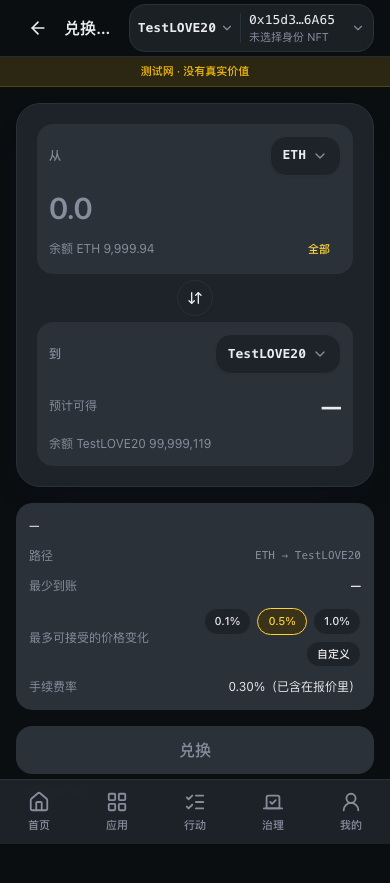 兑换...
TestLOVE20
0x15d3…6A65
未选择身份 NFT
测试网 · 没有真实价值
从
ETH
0.0
余额 ETH 9,999.94
全部
到
TestLOVE20
预计可得
—
余额 TestLOVE20 99,999,119
—
路径
ETH → TestLOVE20
最少到账
—
0.1%
0.5%
1.0%
最多可接受的价格变化
自定义
手续费率
0.30%（已含在报价里）
兑换
首页
应用
行动
治理
我的